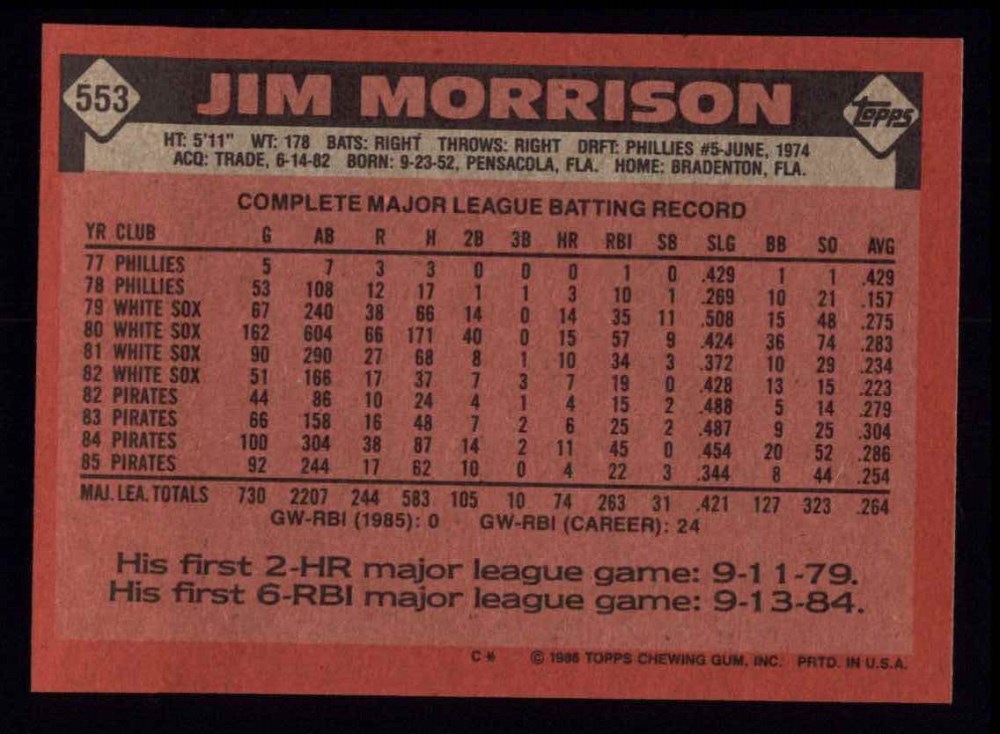 553 JIM MORRISON Topps
HT: 5'11" WT: 178 BATS: RIGHT THROWS: RIGHT DRFT: PHILLIES #5-JUNE, 1974
ACQ: TRADE, 6-14-82 BORN: 9-23-52, PENSACOLA, FLA. HOME: BRADENTON, FLA.
COMPLETE MAJOR LEAGUE BATTING RECORD
YR CLUB G AB R H 2B 3B HR RBI SB SLG BB SO AVG
77 PHILLIES 5 7 3 3 0 0 0 1 0 .429 1 1 .429
78 PHILLIES 53 108 12 17 1 1 3 10 1 .269 10 21 .157
79 WHITE SOX 67 240 38 66 14 0 14 35 11 .508 15 48 .275
80 WHITE SOX 162 604 66 171 40 0 15 57 9 .424 36 74 .283
81 WHITE SOX 90 290 27 68 8 1 10 34 3 .372 10 29 .234
82 WHITE SOX 51 166 17 37 7 3 7 19 0 .428 13 15 .223
82 PIRATES 44 86 10 24 4 1 4 15 2 .488 5 14 .279
83 PIRATES 66 158 16 48 7 2 6 25 2 .487 9 25 .304
84 PIRATES 100 304 38 87 14 2 11 45 0 .454 20 52 .286
85 PIRATES 92 244 17 62 10 0 4 22 3 .344 8 44 .254
MAJ. LEA. TOTALS 730 2207 244 583 105 10 74 263 31 .421 127 323 .264
GW-RBI (1985): 0 GW-RBI (CAREER): 24
His first 2-HR major league game: 9-11-79.
His first 6-RBI major league game: 9-13-84.
C* © 1986 TOPPS CHEWING GUM, INC. PRTD. IN U.S.A.